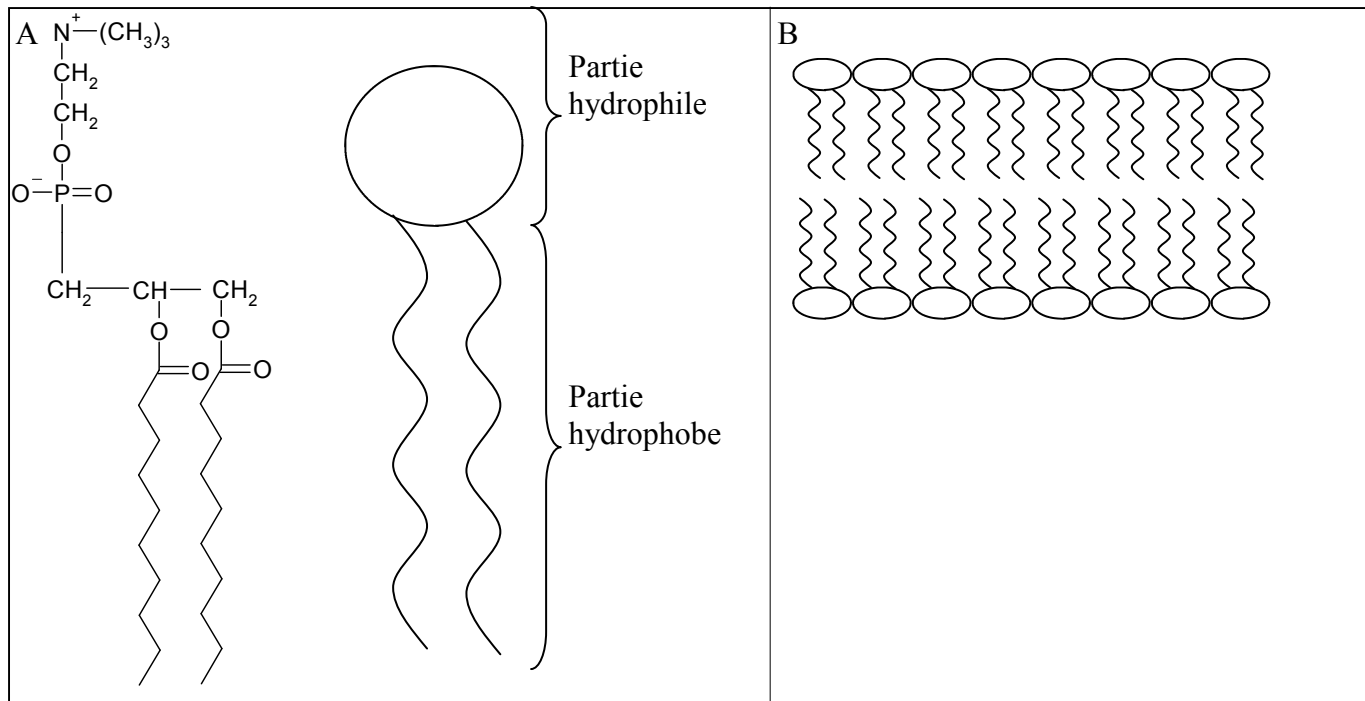 A
N+—(CH3)3
CH2
CH2
O
O−—P=O
CH2—CH—CH2
O
O
O
O
Partie
hydrophile
Partie
hydrophobe
B